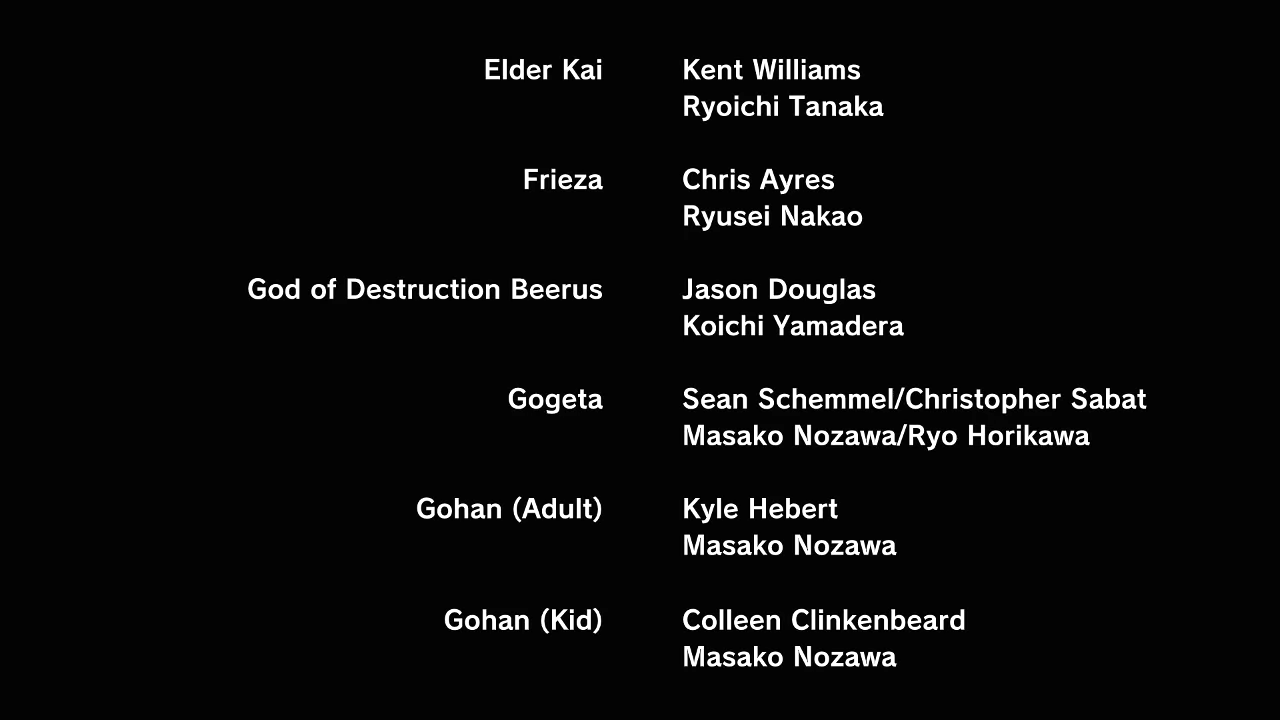 Elder Kai Kent Williams
Ryoichi Tanaka
Frieza Chris Ayres
Ryusei Nakao
God of Destruction Beerus Jason Douglas
Koichi Yamadera
Gogeta Sean Schemmel/Christopher Sabat
Masako Nozawa/Ryo Horikawa
Gohan (Adult) Kyle Hebert
Masako Nozawa
Gohan (Kid) Colleen Clinkenbeard
Masako Nozawa